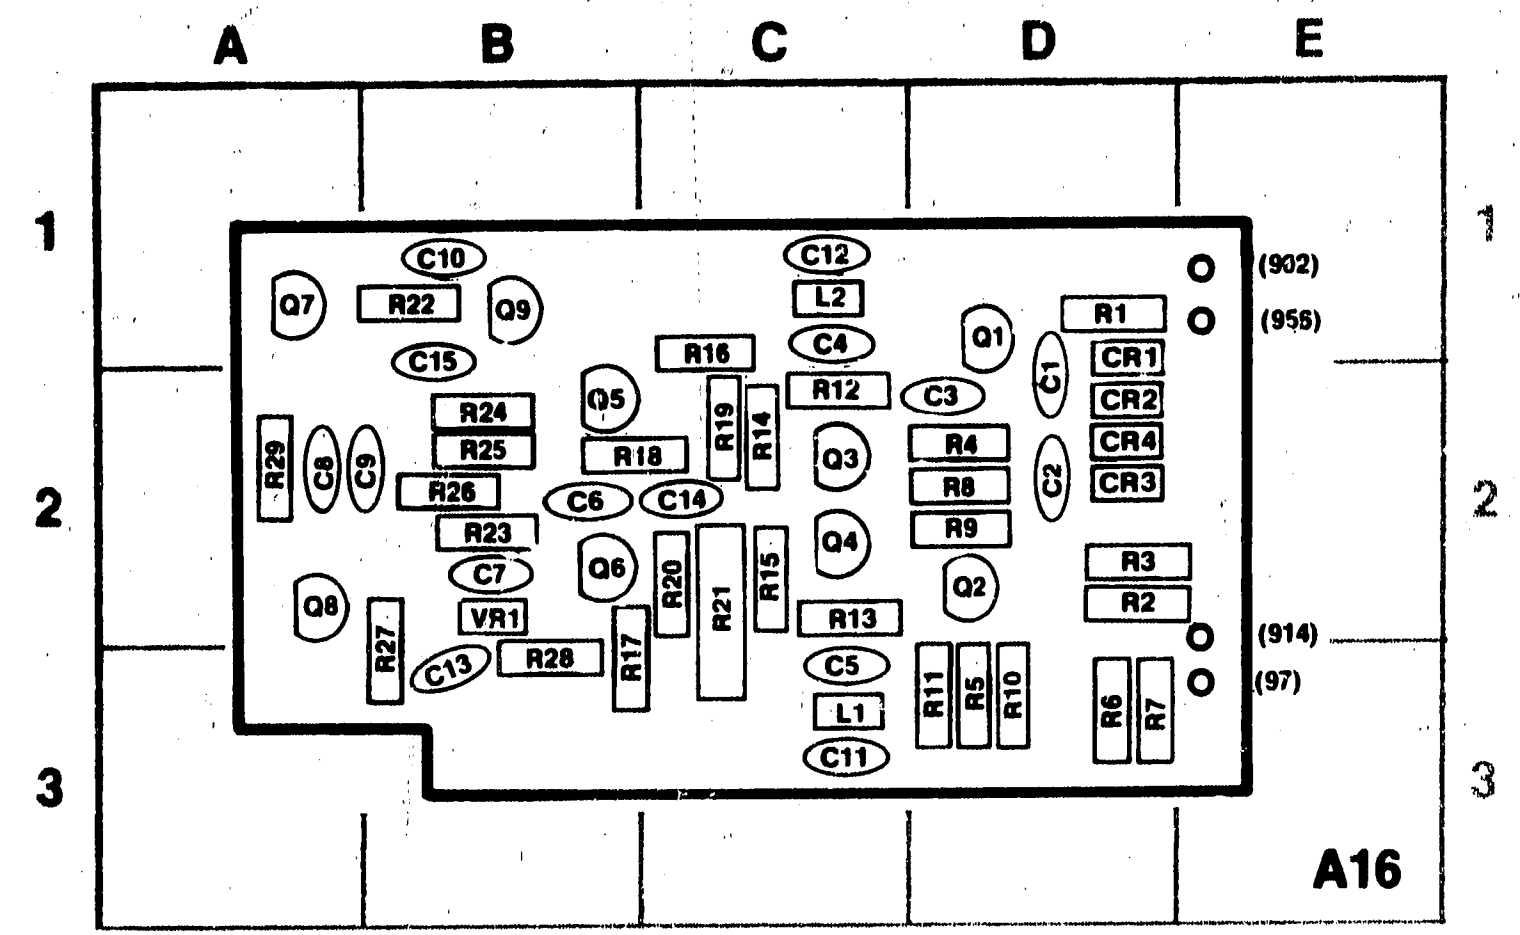 A B C D E
1 1
C10 C12 (902)
Q7 R22 Q9 L2 R1 (956)
C15 R16 C4 Q1 CR1
C1
R24 Q5 R12 C3 CR2
R19 R14
R29 C8 C9 R25 R18 Q3 R4 CR4
2 R26 C6 C14 R8 C2 CR3 2
R23 Q4 R9
C7 Q6 R20 R15 R3
Q8 VR1 R21 R13 Q2 R2
R27 C13 R28 R17 C5 (914)
R11 R5 R10 (97)
L1 R6 R7
C11
3 3
A16